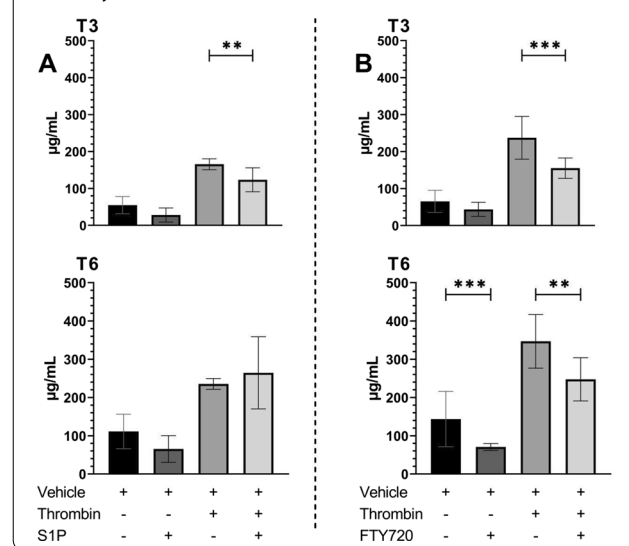 T3
A
**
500
400
300
200
100
0
µg/mL
T3
B
***
500
400
300
200
100
0
µg/mL
T6
500
400
300
200
100
0
µg/mL
T6
*** **
500
400
300
200
100
0
µg/mL
Vehicle + + + +
Thrombin - - + +
S1P - + - +
Vehicle + + + +
Thrombin - - + +
FTY720 - + - +